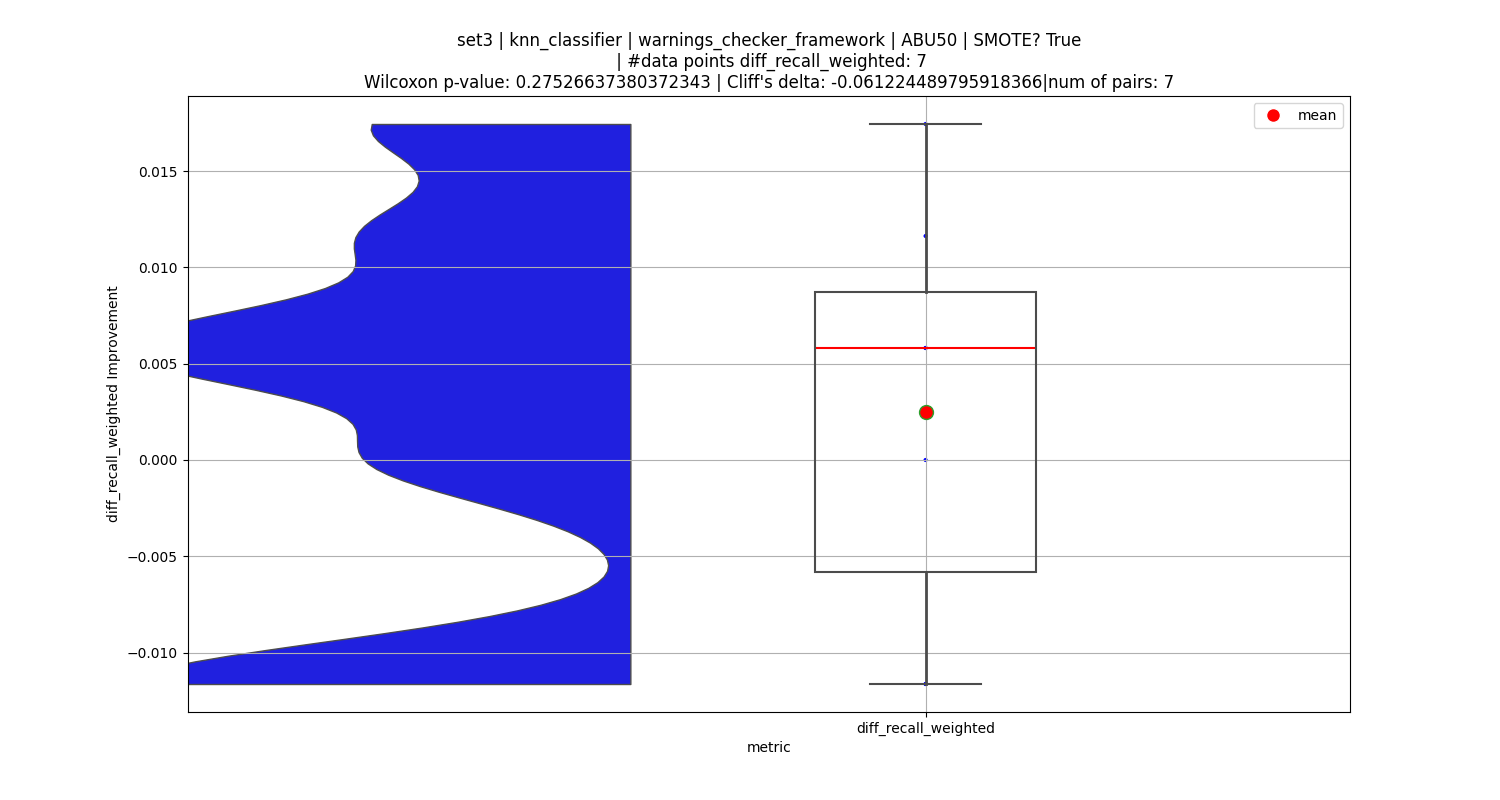 set3 | knn_classifier | warnings_checker_framework | ABU50 | SMOTE? True
| #data points diff_recall_weighted: 7
Wilcoxon p-value: 0.27526637380372343 | Cliff's delta: -0.061224489795918366|num of pairs: 7
mean
0.015
0.010
0.005
0.000
−0.005
−0.010
diff_recall_weighted Improvement
diff_recall_weighted
metric